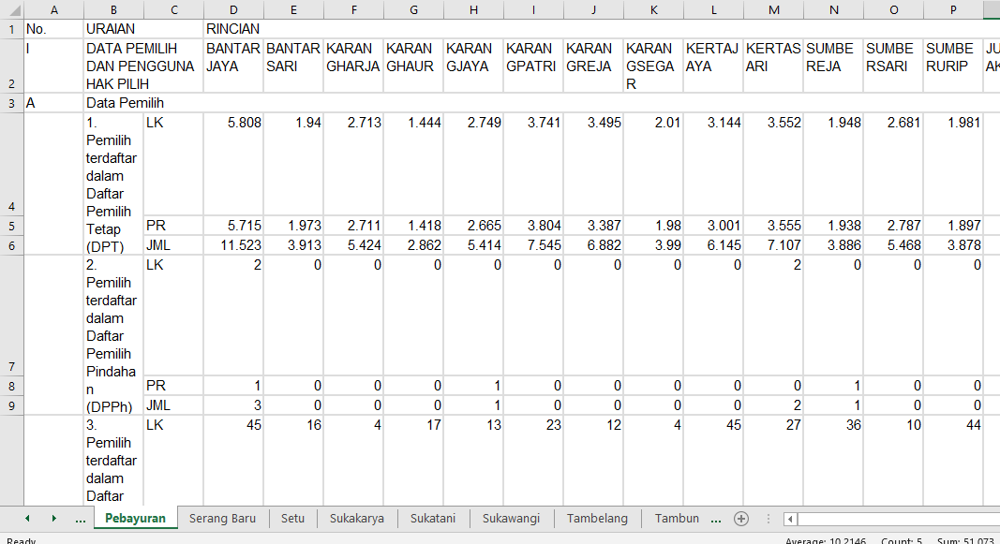 A B C D E F G H I J K L M N O P
1 No. URAIAN RINCIAN
2 I DATA PEMILIH DAN PENGGUNA HAK PILIH BANTAR JAYA BANTAR SARI KARAN GHARJA KARAN GHAUR KARAN GJAYA KARAN GPATRI KARAN GREJA KARAN GSEGA R KERTAJ AYA KERTAS ARI SUMBE REJA SUMBE RSARI SUMBE RURIP
3 A Data Pemilih
4 1. Pemilih terdaftar dalam Daftar Pemilih Tetap (DPT) LK 5.808 1.94 2.713 1.444 2.749 3.741 3.495 2.01 3.144 3.552 1.948 2.681 1.981
5 PR 5.715 1.973 2.711 1.418 2.665 3.804 3.387 1.98 3.001 3.555 1.938 2.787 1.897
6 JML 11.523 3.913 5.424 2.862 5.414 7.545 6.882 3.99 6.145 7.107 3.886 5.468 3.878
7 2. Pemilih terdaftar dalam Daftar Pemilih Pindaha n (DPPh) LK 2 0 0 0 0 0 0 0 0 2 0 0 0
8 PR 1 0 0 0 1 0 0 0 0 0 1 0 0
9 JML 3 0 0 0 1 0 0 0 0 2 1 0 0
3. Pemilih terdaftar dalam Daftar LK 45 16 4 17 13 23 12 4 45 27 36 10 44
... Pebayuran Serang Baru Setu Sukakarya Sukatani Sukawangi Tambelang Tambun ...
Ready Average: 10,2146 Count: 5 Sum: 51,073